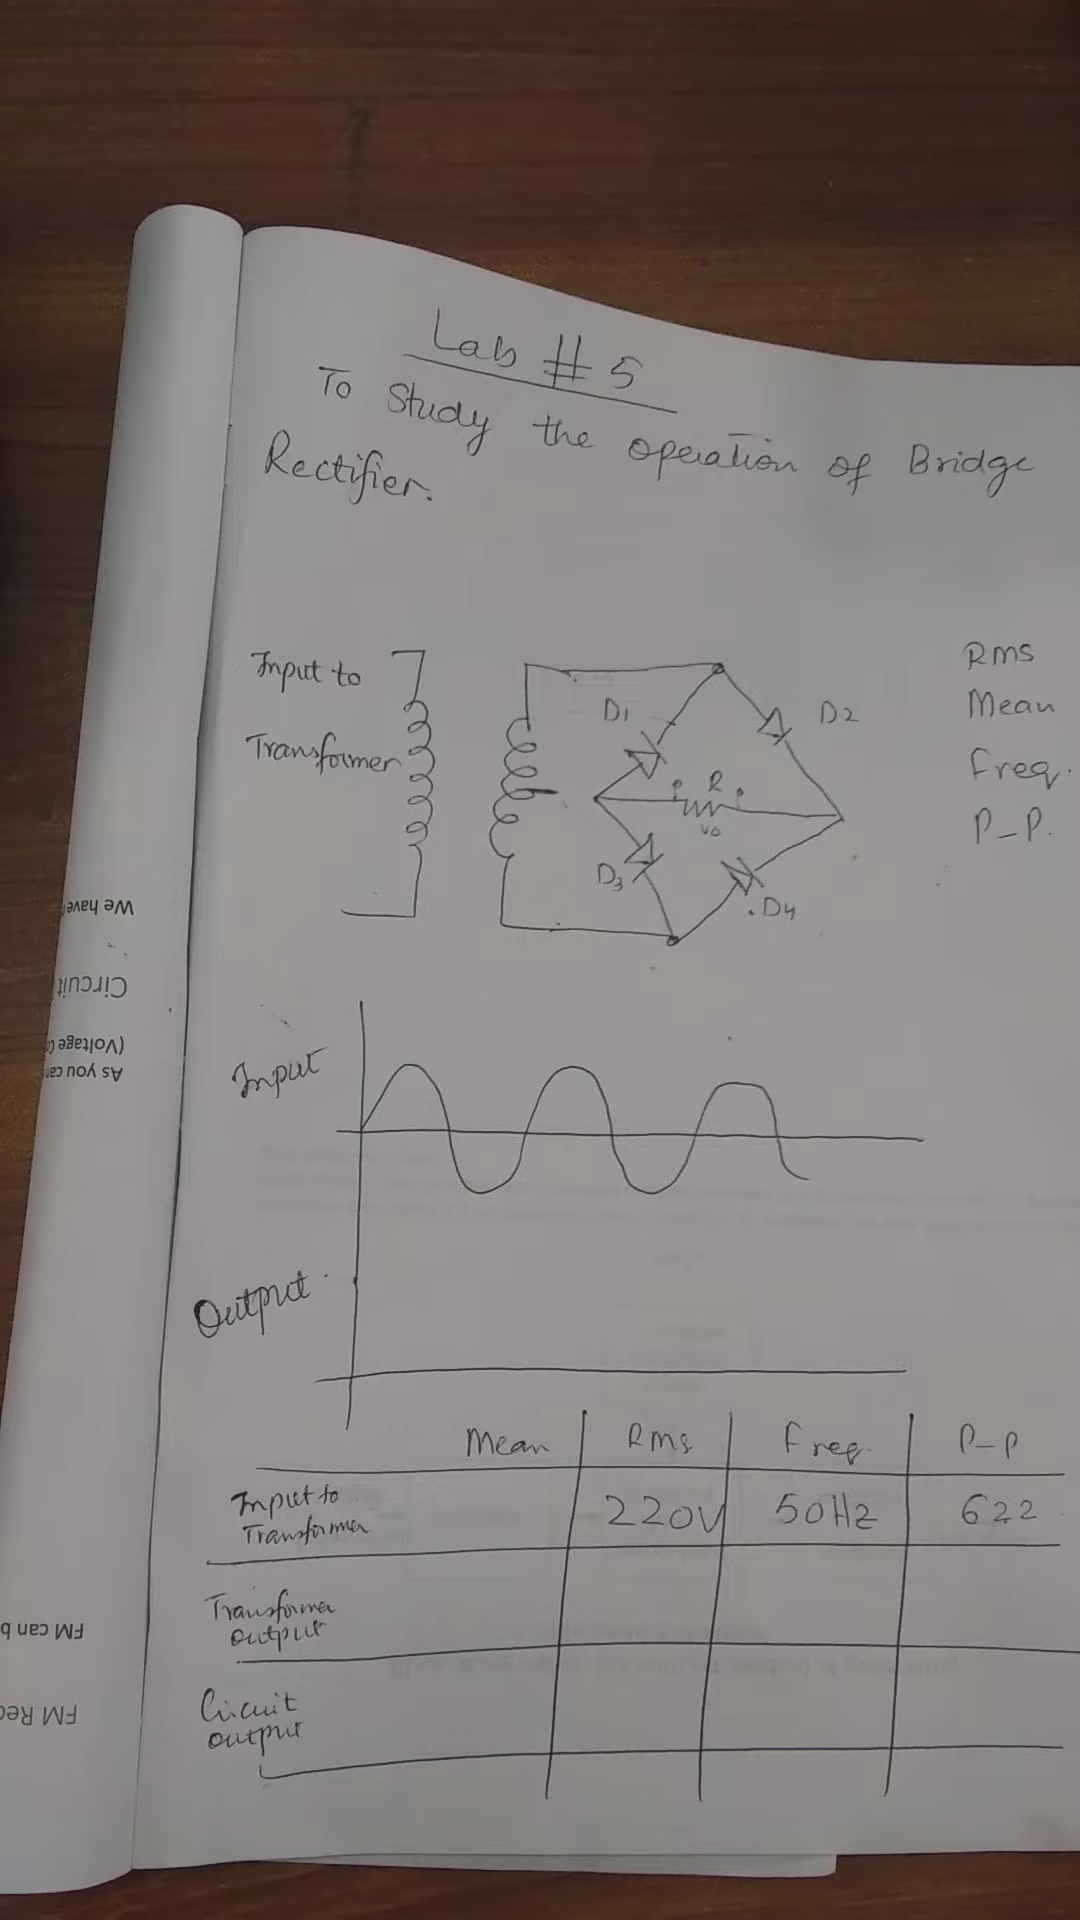 Lab # 5
To Study the operation of Bridge
Rectifier.
Input to
Transformer
D1
D2
R
Vo
D3
D4
Rms
Mean
freq.
P-P.
Input
Output
Mean Rms Freq. P-P
Input to
Transformer
220V 50Hz 622
Transformer
output
Circuit
output
We have
Circuit
(Voltage
As you can
FM can b
FM Rec